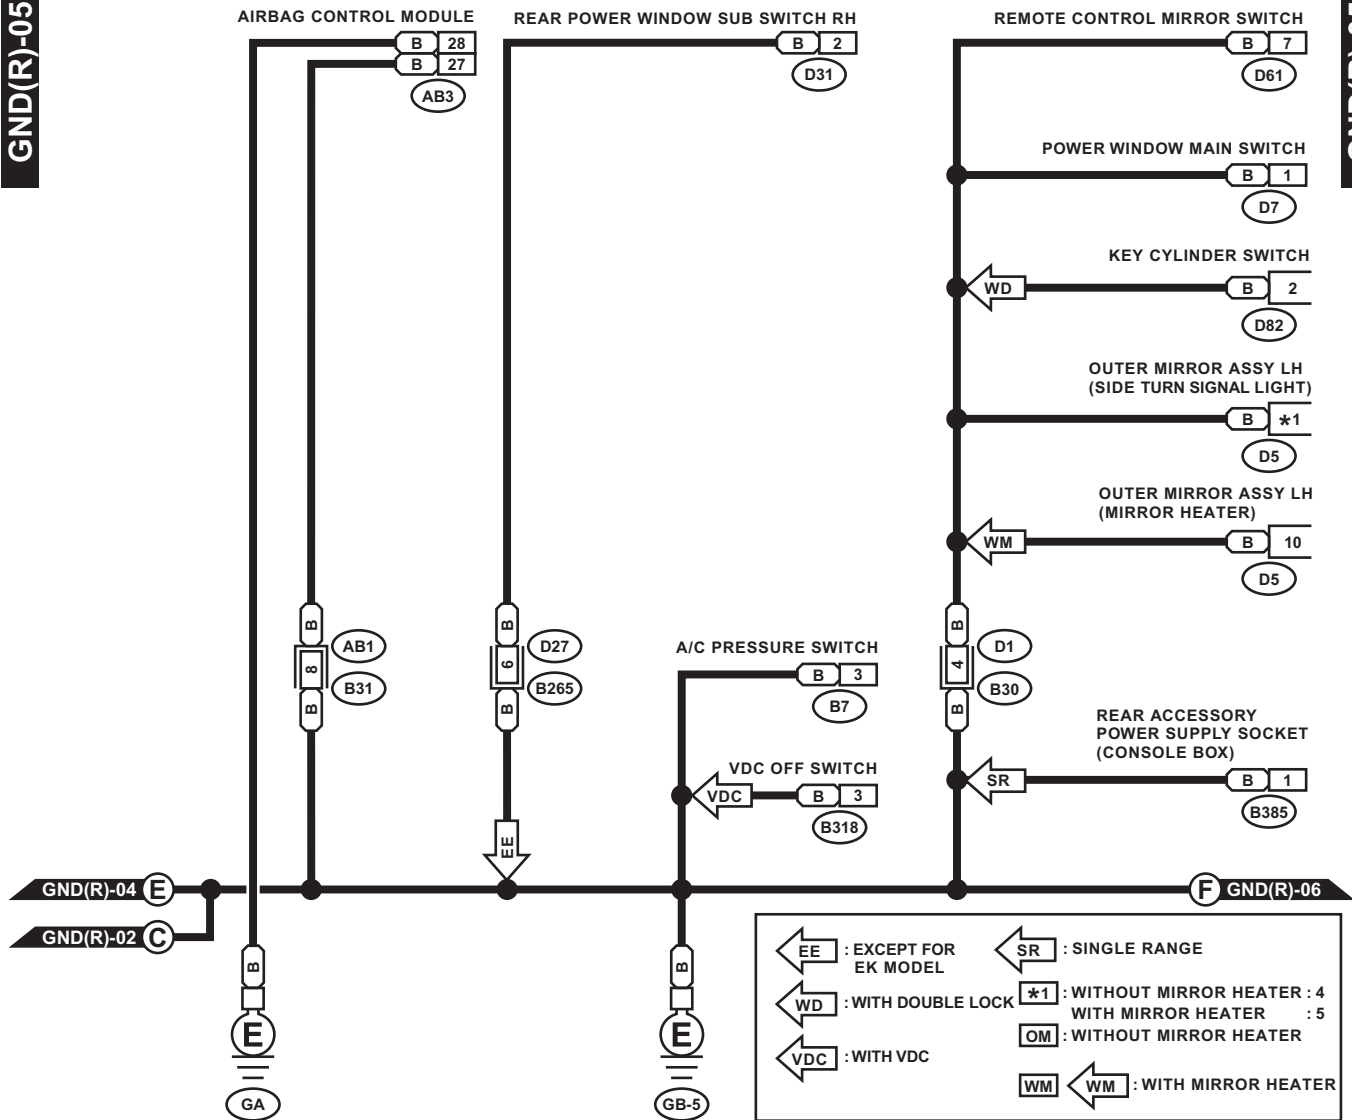 GND(R)-05
AIRBAG CONTROL MODULE
B 28
B 27
AB3
REAR POWER WINDOW SUB SWITCH RH
B 2
D31
REMOTE CONTROL MIRROR SWITCH
B 7
D61
POWER WINDOW MAIN SWITCH
B 1
D7
KEY CYLINDER SWITCH
WD
B 2
D82
OUTER MIRROR ASSY LH
(SIDE TURN SIGNAL LIGHT)
B *1
D5
OUTER MIRROR ASSY LH
(MIRROR HEATER)
WM
B 10
D5
B
8
B
AB1
B31
B
6
B
D27
B265
EE
A/C PRESSURE SWITCH
B 3
B7
VDC OFF SWITCH
VDC
B 3
B318
B
4
B
D1
B30
REAR ACCESSORY
POWER SUPPLY SOCKET
(CONSOLE BOX)
SR
B 1
B385
GND(R)-04 E
GND(R)-02 C
F GND(R)-06
B
E
GA
B
E
GB-5
EE : EXCEPT FOR
EK MODEL
WD : WITH DOUBLE LOCK
VDC : WITH VDC
SR : SINGLE RANGE
*1 : WITHOUT MIRROR HEATER : 4
WITH MIRROR HEATER : 5
OM : WITHOUT MIRROR HEATER
WM WM : WITH MIRROR HEATER